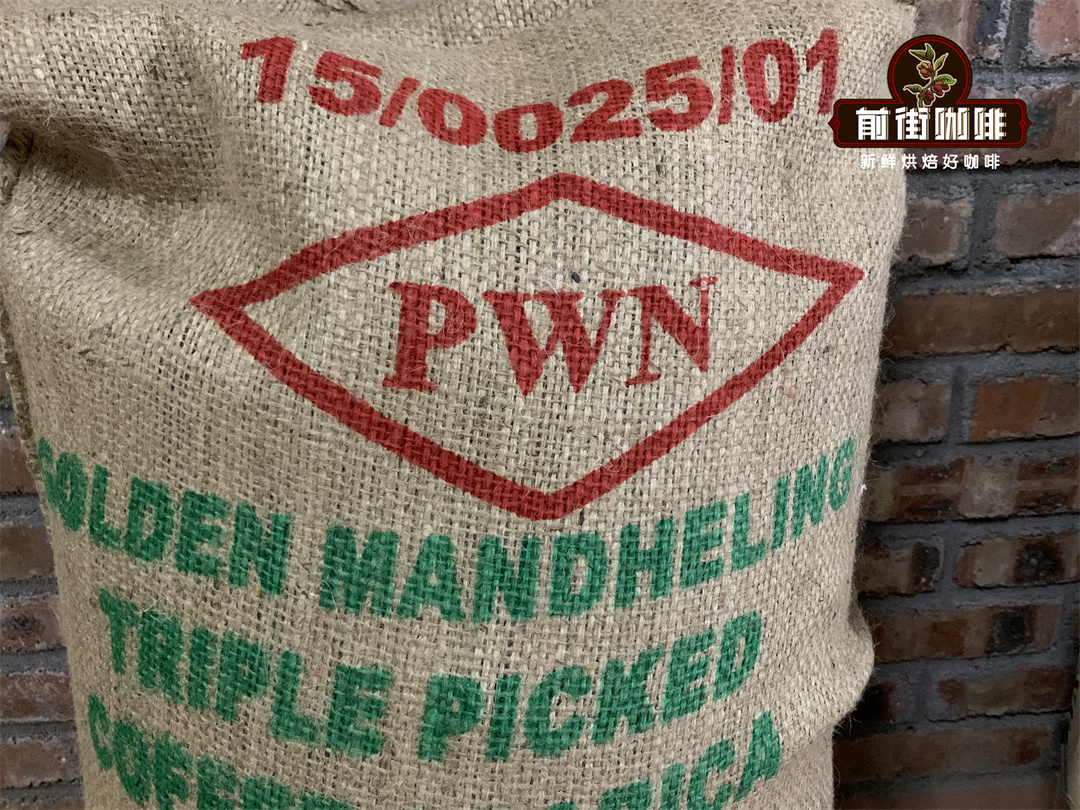 15/0025/01
前街咖啡
新鲜烘焙好咖啡
PWN
GOLDEN MANDHELING
TRIPLE PICKED